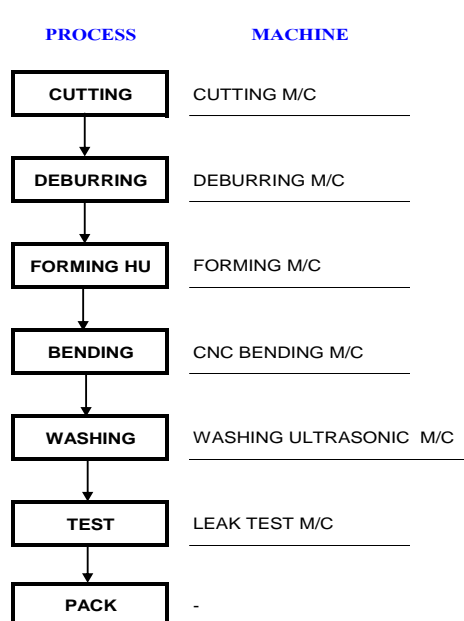 PROCESS MACHINE
CUTTING CUTTING M/C
DEBURRING DEBURRING M/C
FORMING HU FORMING M/C
BENDING CNC BENDING M/C
WASHING WASHING ULTRASONIC M/C
TEST LEAK TEST M/C
PACK -